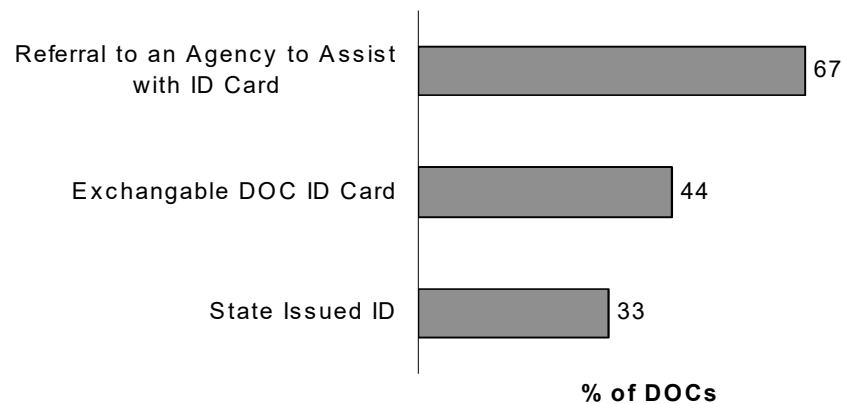 Referral to an Agency to Assist
with ID Card
67
Exchangable DOC ID Card
44
State Issued ID
33
% of DOCs